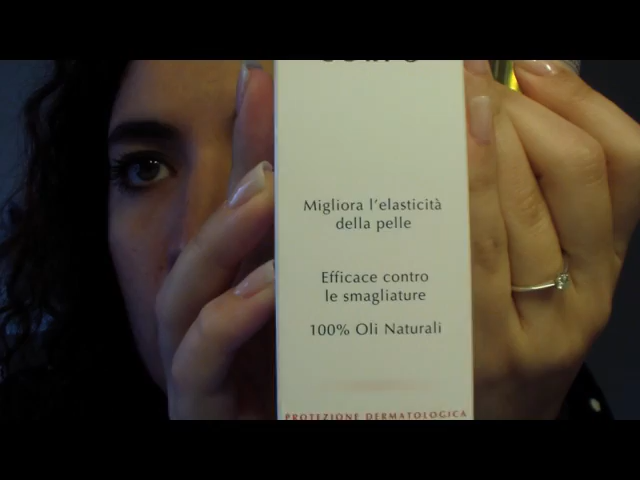 Migliora l'elasticità
della pelle
Efficace contro
le smagliature
100% Oli Naturali
PROTEZIONE DERMATOLOGICA